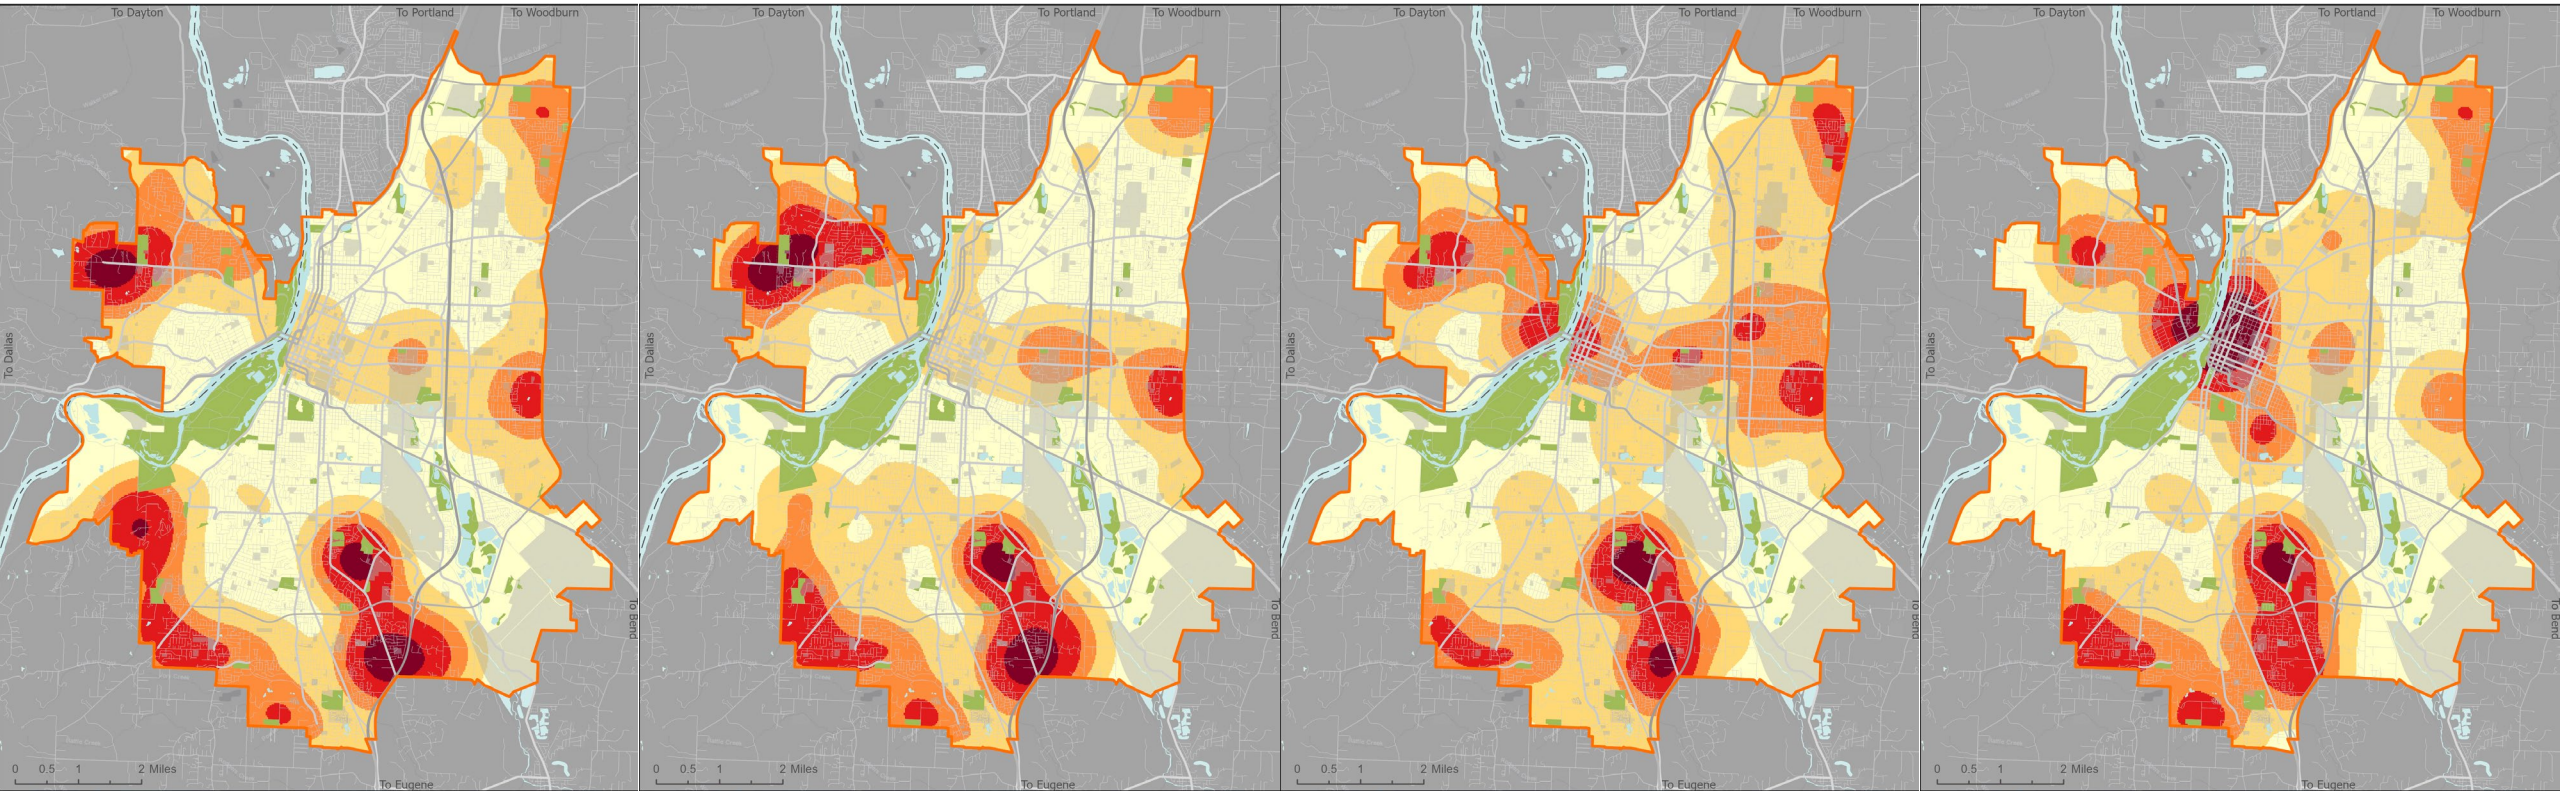 To Dayton
To Portland
To Woodburn
To Dallas
To Bend
0 0.5 1 2 Miles
To Eugene
To Dayton
To Portland
To Woodburn
To Dallas
To Bend
0 0.5 1 2 Miles
To Eugene
To Dayton
To Portland
To Woodburn
To Dallas
To Bend
0 0.5 1 2 Miles
To Eugene
To Dayton
To Portland
To Woodburn
To Dallas
To Bend
0 0.5 1 2 Miles
To Eugene